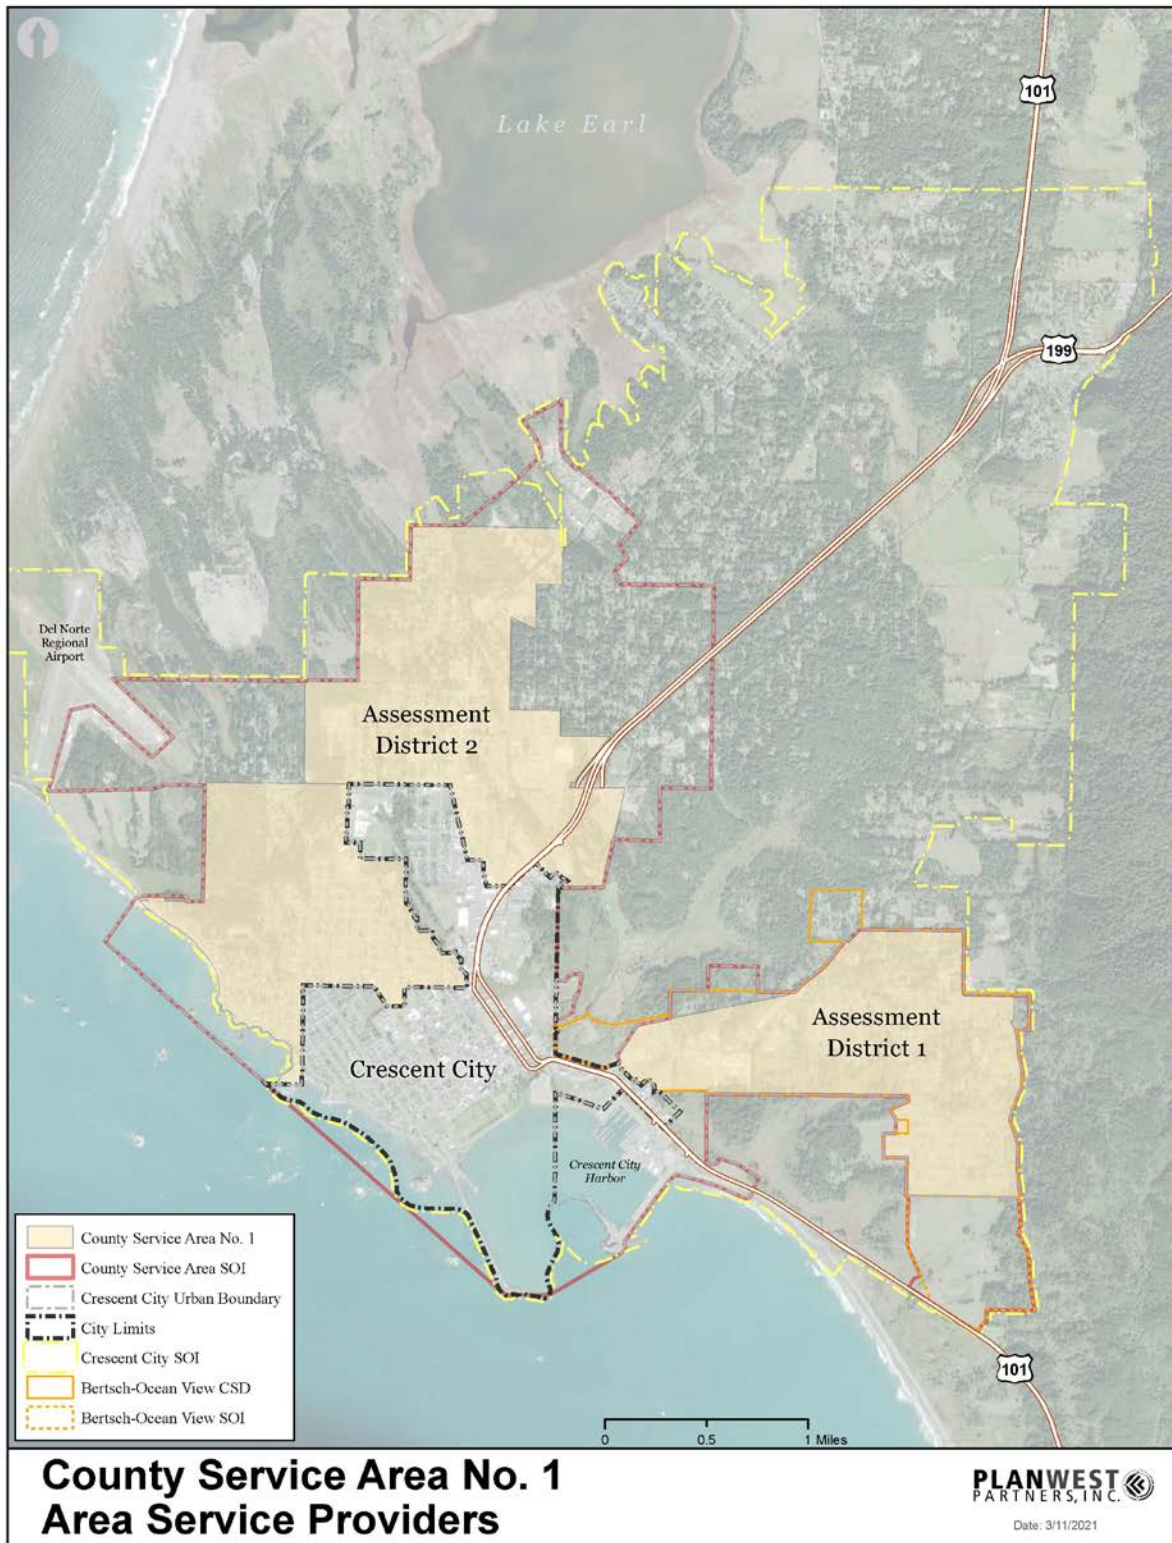 Lake Earl
101
199
Del Norte
Regional
Airport
Assessment
District 2
Assessment
District 1
Crescent City
Crescent City
Harbor
101
County Service Area No. 1
County Service Area SOI
Crescent City Urban Boundary
City Limits
Crescent City SOI
Bertsch-Ocean View CSD
Bertsch-Ocean View SOI
0 0.5 1 Miles
County Service Area No. 1
Area Service Providers
PLANWEST
PARTNERS, INC.
Date: 3/11/2021